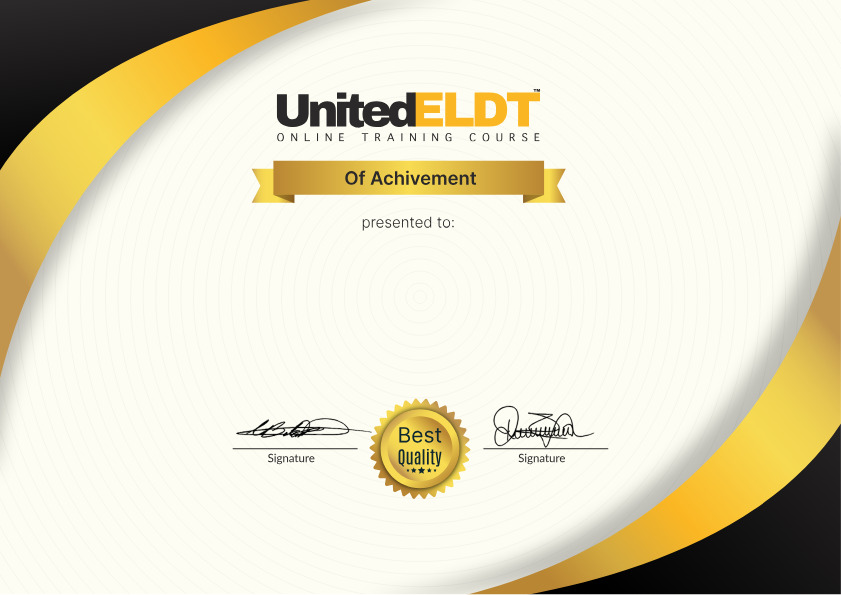 UnitedELDT™
ONLINE TRAINING COURSE
Of Achivement
presented to:
Best
Quality
Signature
Signature